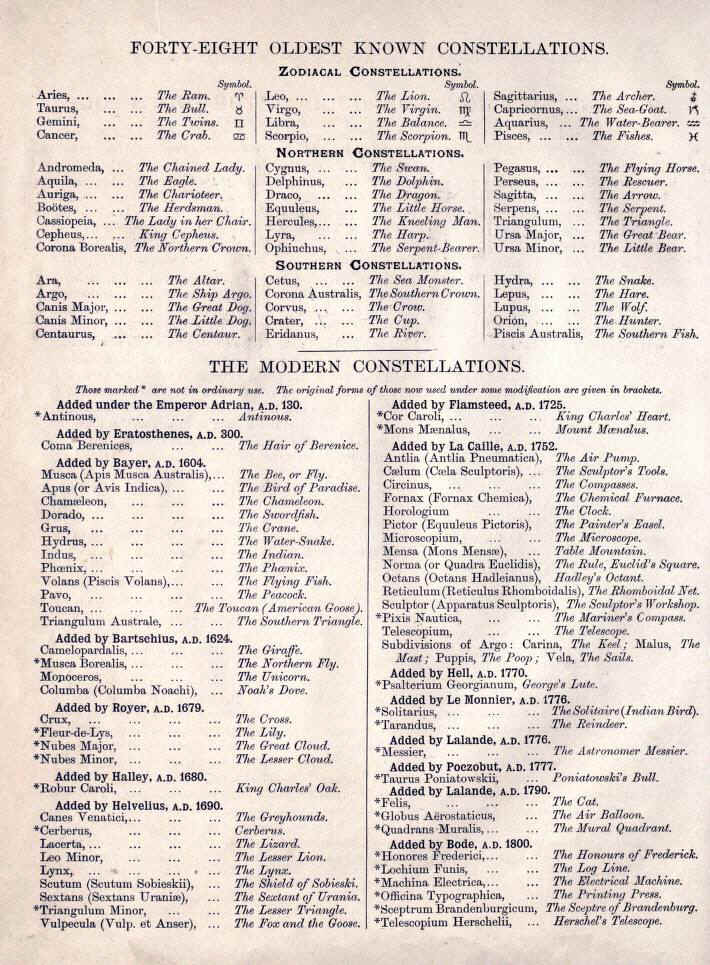 FORTY-EIGHT OLDEST KNOWN CONSTELLATIONS.
ZODIACAL CONSTELLATIONS.
Symbol.
Aries, ... ... ... The Ram. ♈
Taurus, ... ... The Bull. ♉
Gemini, ... ... The Twins. ♊
Cancer, ... ... The Crab. ♋
Symbol.
Leo, ... ... ... The Lion. ♌
Virgo, ... ... The Virgin. ♍
Libra, ... ... The Balance. ♎
Scorpio, ... ... The Scorpion. ♏
Symbol.
Sagittarius, ... The Archer. ♐
Capricornus, ... The Sea-Goat. ♑
Aquarius, ... The Water-Bearer. ♒
Pisces, ... ... The Fishes. ♓
NORTHERN CONSTELLATIONS.
Andromeda, ... The Chained Lady.
Aquila, ... ... The Eagle.
Auriga, ... ... The Charioteer.
Boötes, ... ... The Herdsman.
Cassiopeia, ... The Lady in her Chair.
Cepheus, ... ... King Cepheus.
Corona Borealis, The Northern Crown.
Cygnus, ... ... The Swan.
Delphinus, ... The Dolphin.
Draco, ... ... The Dragon.
Equuleus, ... The Little Horse.
Hercules, ... ... The Kneeling Man.
Lyra, ... ... The Harp.
Ophinchus, ... The Serpent-Bearer.
Pegasus, ... ... The Flying Horse.
Perseus, ... ... The Rescuer.
Sagitta, ... ... The Arrow.
Serpens, ... ... The Serpent.
Triangulum, ... The Triangle.
Ursa Major, ... The Great Bear.
Ursa Minor, ... The Little Bear.
SOUTHERN CONSTELLATIONS.
Ara, ... ... ... The Altar.
Argo, ... ... ... The Ship Argo.
Canis Major, ... ... The Great Dog.
Canis Minor, ... ... The Little Dog.
Centaurus, ... ... The Centaur.
Cetus, ... ... The Sea Monster.
Corona Australis, The Southern Crown.
Corvus, ... ... The Crow.
Crater, ... ... The Cup.
Eridanus, ... The River.
Hydra, ... ... The Snake.
Lepus, ... ... The Hare.
Lupus, ... ... The Wolf.
Orion, ... ... The Hunter.
Piscis Australis, The Southern Fish.
THE MODERN CONSTELLATIONS.
Those marked * are not in ordinary use. The original forms of those now used under some modification are given in brackets.
Added under the Emperor Adrian, A.D. 130.
*Antinous, ... ... ... Antinous.
Added by Eratosthenes, A.D. 300.
Coma Berenices, ... ... The Hair of Berenice.
Added by Bayer, A.D. 1604.
Musca (Apis Musca Australis), ... The Bee, or Fly.
Apus (or Avis Indica), ... ... The Bird of Paradise.
Chamæleon, ... ... ... The Chameleon.
Dorado, ... ... ... ... The Swordfish.
Grus, ... ... ... ... The Crane.
Hydrus, ... ... ... ... The Water-Snake.
Indus, ... ... ... ... The Indian.
Phœnix, ... ... ... ... The Phœnix.
Volans (Piscis Volans), ... ... The Flying Fish.
Pavo, ... ... ... ... The Peacock.
Toucan, ... ... ... The Toucan (American Goose).
Triangulum Australe, ... ... The Southern Triangle.
Added by Bartschius, A.D. 1624.
Camelopardalis, ... ... ... The Giraffe.
*Musca Borealis, ... ... ... The Northern Fly.
Monoceros, ... ... ... The Unicorn.
Columba (Columba Noachi), ... Noah's Dove.
Added by Royer, A.D. 1679.
Crux, ... ... ... ... The Cross.
*Fleur-de-Lys, ... ... ... The Lily.
*Nubes Major, ... ... ... The Great Cloud.
*Nubes Minor, ... ... ... The Lesser Cloud.
Added by Halley, A.D. 1680.
*Robur Caroli, ... ... ... King Charles' Oak.
Added by Helvelius, A.D. 1690.
Canes Venatici, ... ... ... The Greyhounds.
*Cerberus, ... ... ... Cerberus.
Lacerta, ... ... ... ... The Lizard.
Leo Minor, ... ... ... The Lesser Lion.
Lynx, ... ... ... ... The Lynx.
Scutum (Scutum Sobieskii), ... The Shield of Sobieski.
Sextans (Sextans Uraniæ), ... The Sextant of Urania.
*Triangulum Minor, ... ... The Lesser Triangle.
Vulpecula (Vulp. et Anser), ... The Fox and the Goose.
Added by Flamsteed, A.D. 1725.
*Cor Caroli, ... ... ... King Charles' Heart.
*Mons Mænalus, ... ... Mount Mænalus.
Added by La Caille, A.D. 1752.
Antlia (Antlia Pneumatica), The Air Pump.
Cælum (Cæla Sculptoris), ... The Sculptor's Tools.
Circinus, ... ... ... The Compasses.
Fornax (Fornax Chemica), The Chemical Furnace.
Horologium ... ... The Clock.
Pictor (Equuleus Pictoris), The Painter's Easel.
Microscopium, ... ... The Microscope.
Mensa (Mons Mensæ), ... Table Mountain.
Norma (or Quadra Euclidis), The Rule, Euclid's Square.
Octans (Octans Hadleianus), Hadley's Octant.
Reticulum (Reticulus Rhomboidalis), The Rhomboidal Net.
Sculptor (Apparatus Sculptoris), The Sculptor's Workshop.
*Pixis Nautica, ... ... The Mariner's Compass.
Telescopium, ... ... The Telescope.
Subdivisions of Argo: Carina, The Keel; Malus, The
Mast; Puppis, The Poop; Vela, The Sails.
Added by Hell, A.D. 1770.
*Psalterium Georgianum, George's Lute.
Added by Le Monnier, A.D. 1776.
*Solitarius, ... ... ... The Solitaire (Indian Bird).
*Tarandus, ... ... ... The Reindeer.
Added by Lalande, A.D. 1776.
*Messier, ... ... ... The Astronomer Messier.
Added by Poczobut, A.D. 1777.
*Taurus Poniatowskii, ... Poniatowski's Bull.
Added by Lalande, A.D. 1790.
*Felis, ... ... ... The Cat.
*Globus Aërostaticus, ... The Air Balloon.
*Quadrans Muralis, ... ... The Mural Quadrant.
Added by Bode, A.D. 1800.
*Honores Frederici, ... ... The Honours of Frederick.
*Lochium Funis, ... ... The Log Line.
*Machina Electrica, ... ... The Electrical Machine.
*Officina Typographica, ... The Printing Press.
*Sceptrum Brandenburgicum, The Sceptre of Brandenburg.
*Telescopium Herschelii, ... Herschel's Telescope.